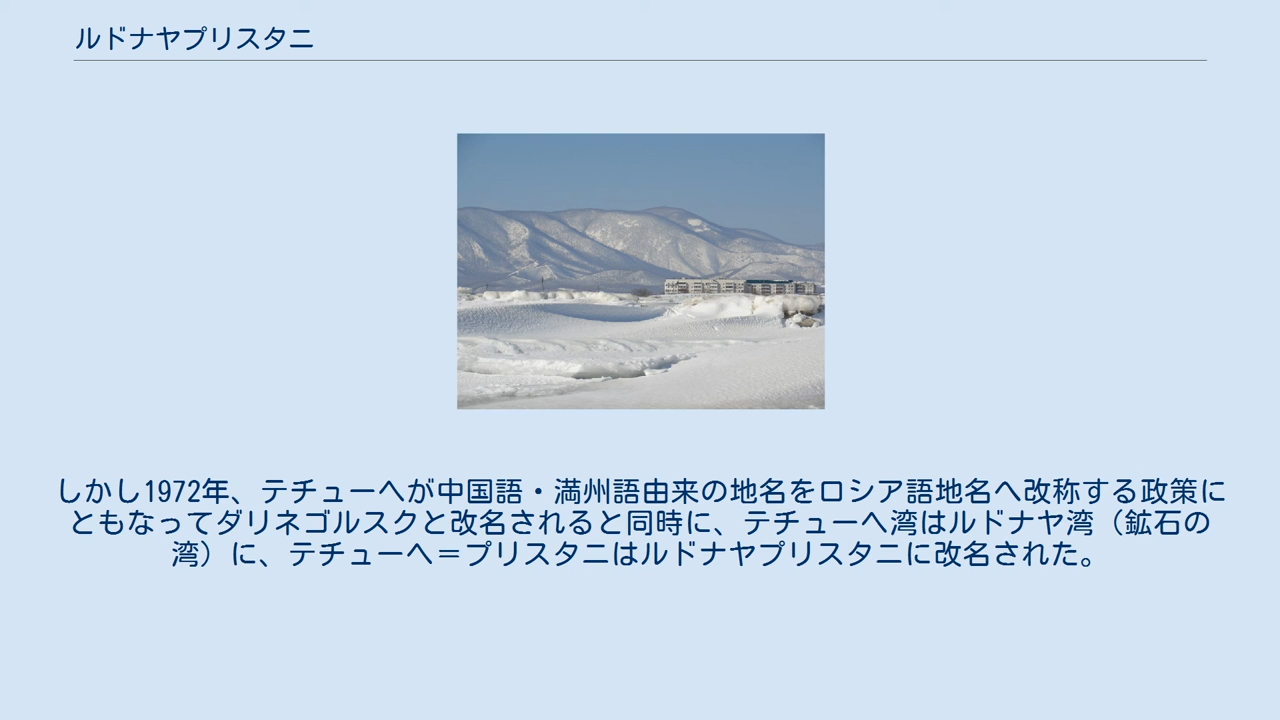 ルドナヤプリスタニ
しかし1972年、テチューヘが中国語・満州語由来の地名をロシア語地名へ改称する政策に
ともなってダリネゴルスクと改名されると同時に、テチューヘ湾はルドナヤ湾（鉱石の
湾）に、テチューヘ＝プリスタニはルドナヤプリスタニに改名された。